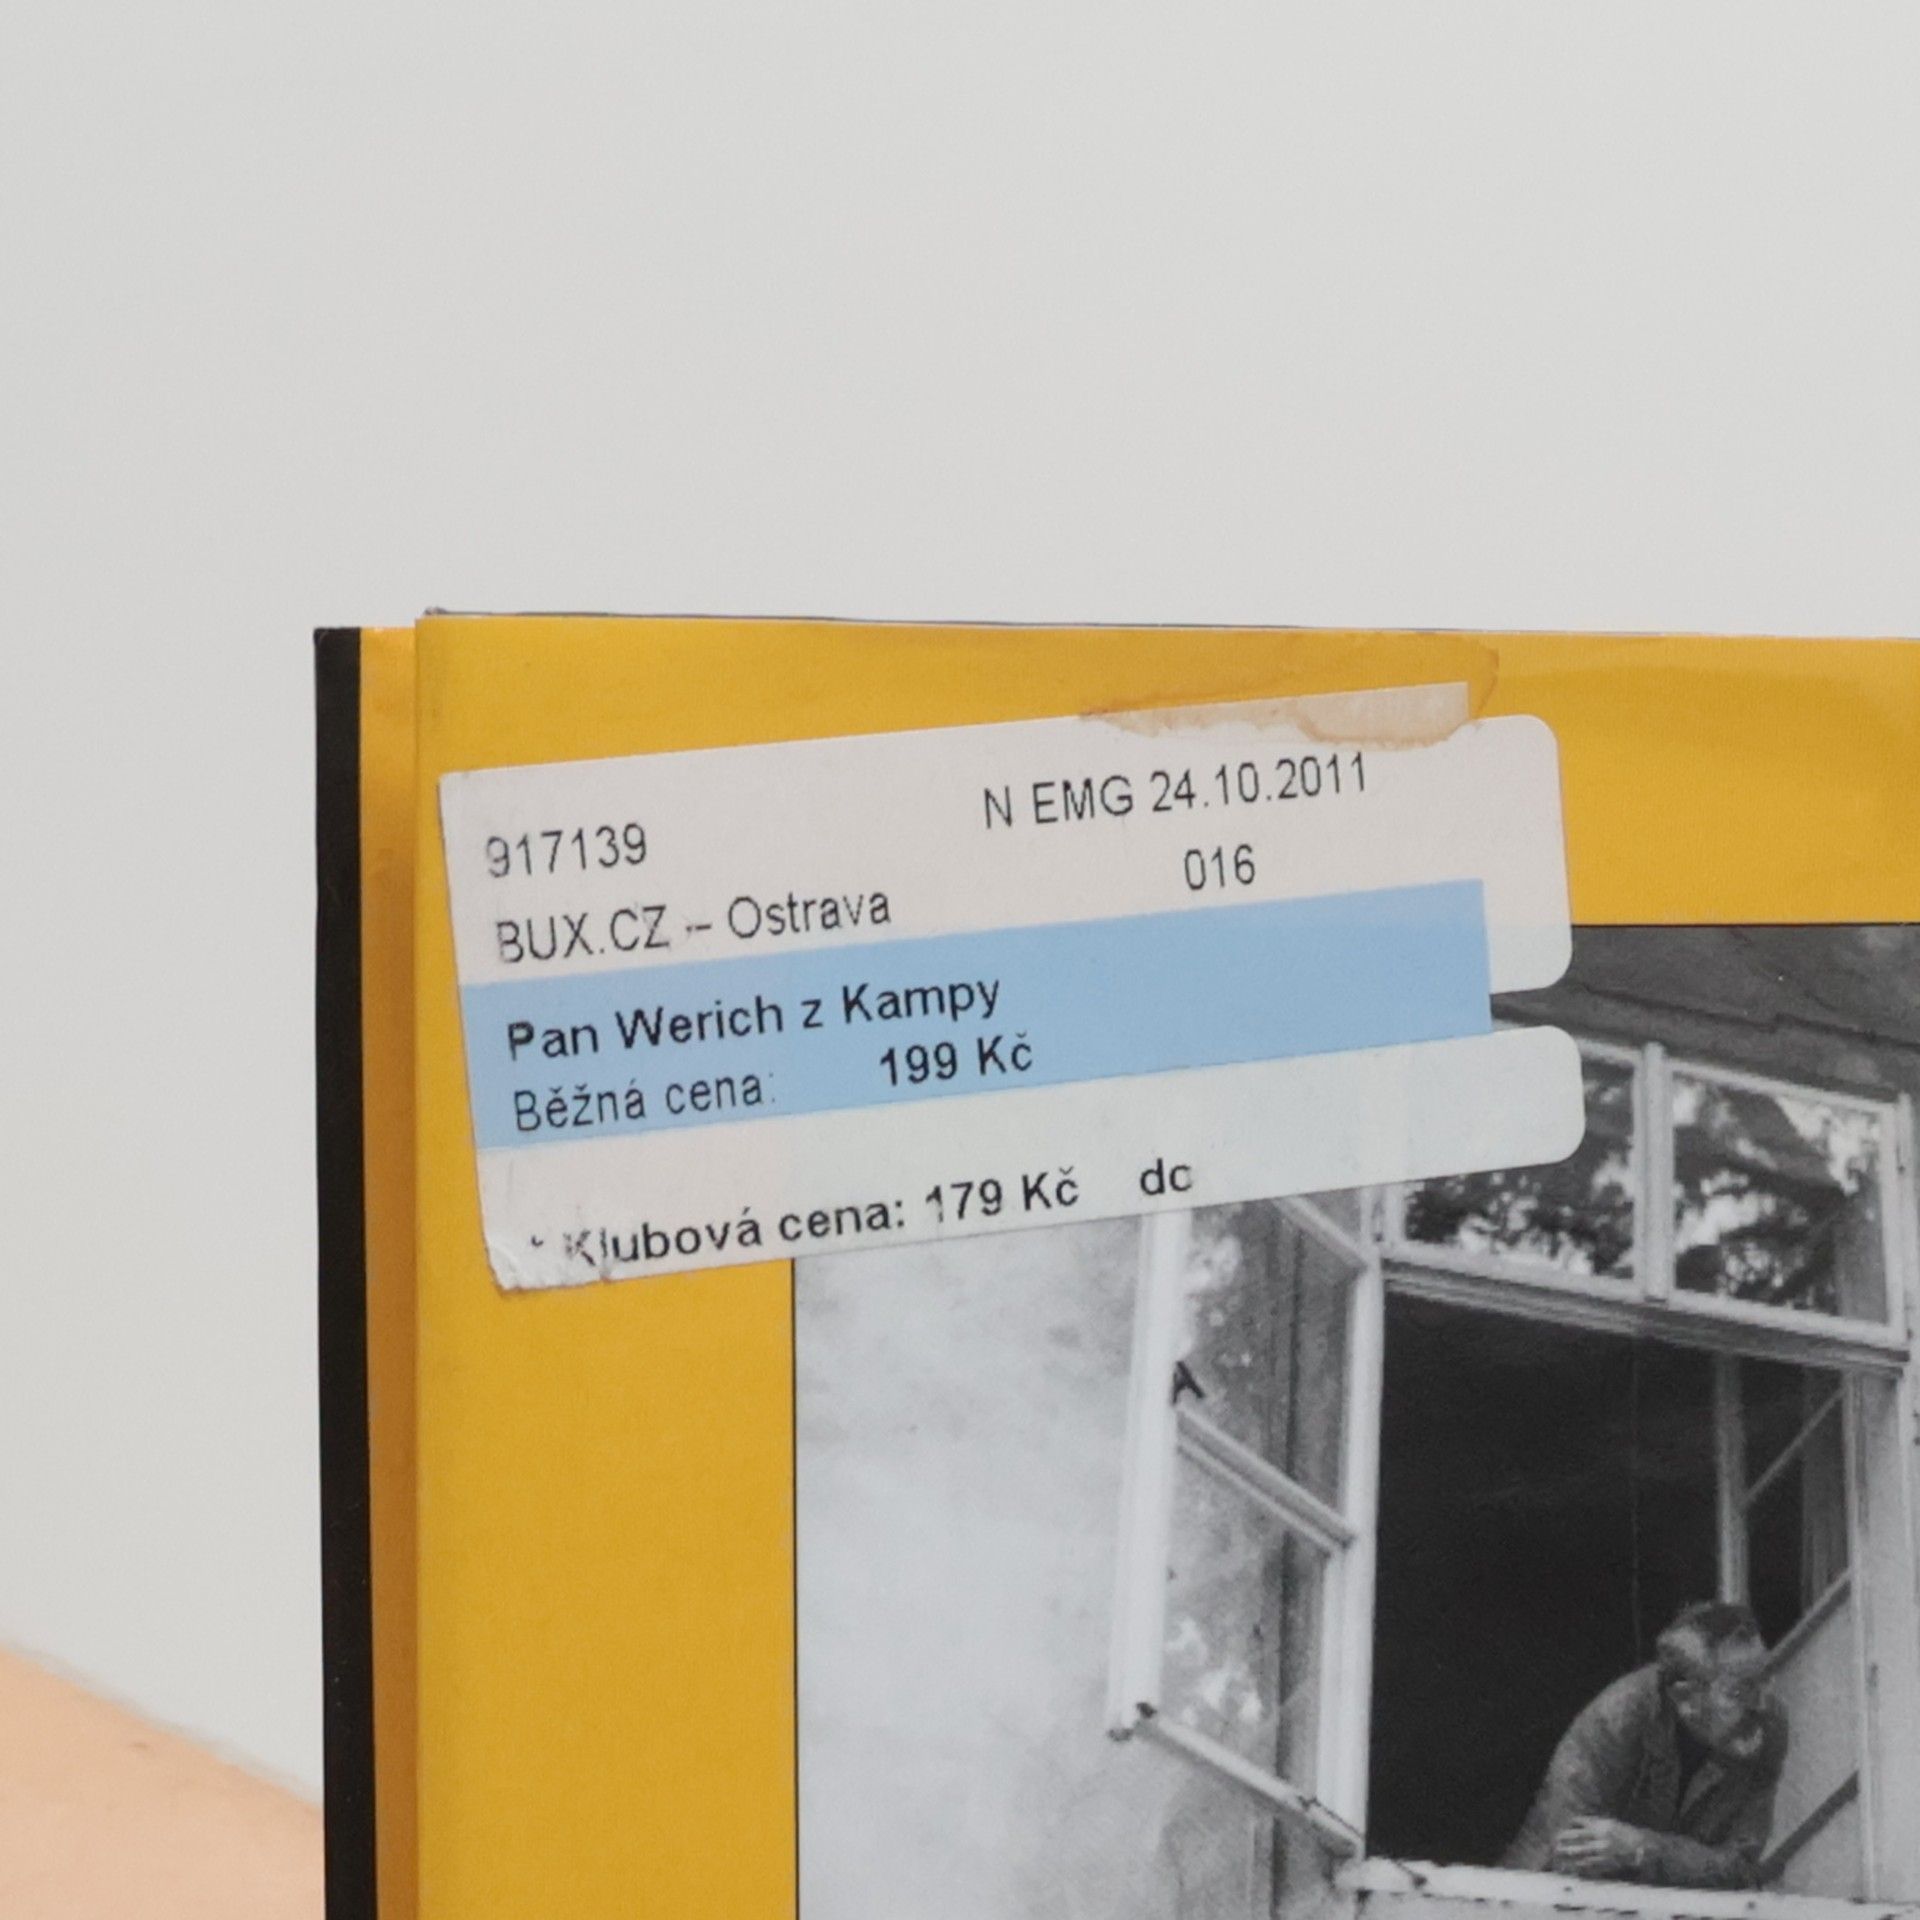 N EMG 24.10.2011
917139
016
BUX.CZ – Ostrava
Pan Werich z Kampy
Běžná cena: 199 Kč
* Klubová cena: 179 Kč dc